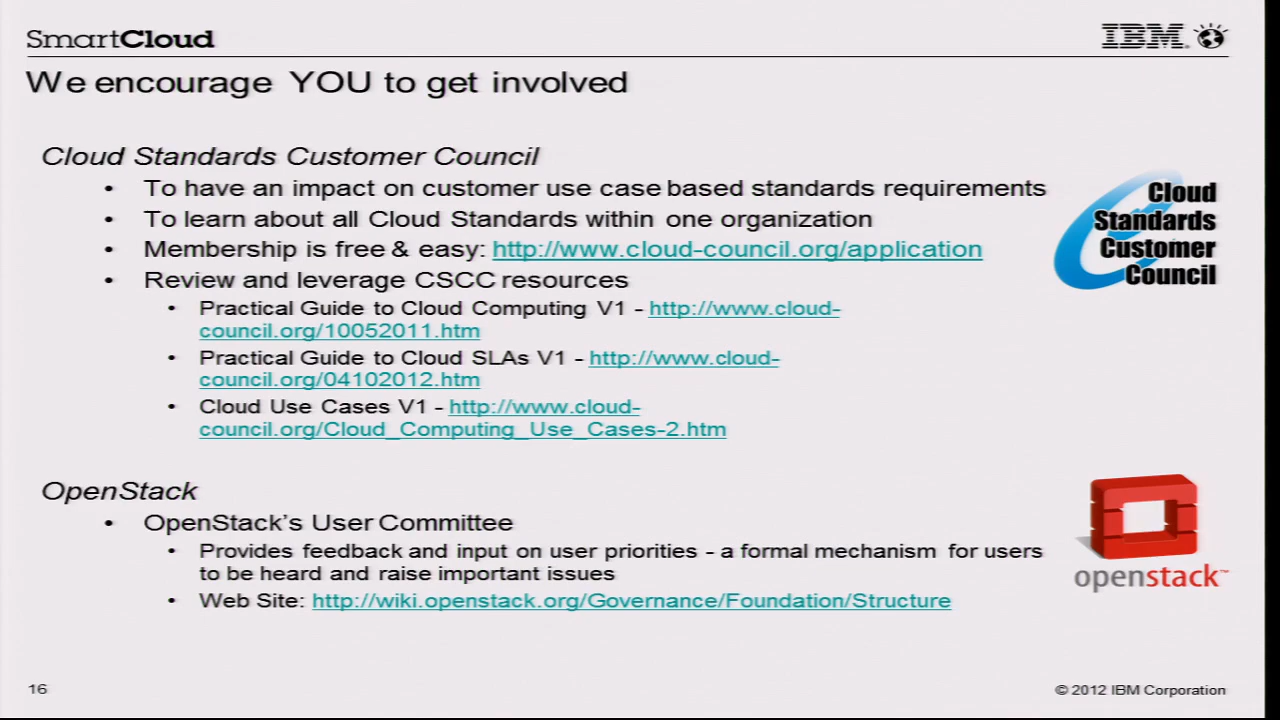 SmartCloud
IBM
We encourage YOU to get involved
Cloud Standards Customer Council
• To have an impact on customer use case based standards requirements
• To learn about all Cloud Standards within one organization
• Membership is free & easy: http://www.cloud-council.org/application
• Review and leverage CSCC resources
• Practical Guide to Cloud Computing V1 - http://www.cloud-
council.org/10052011.htm
• Practical Guide to Cloud SLAs V1 - http://www.cloud-
council.org/04102012.htm
• Cloud Use Cases V1 - http://www.cloud-
council.org/Cloud_Computing_Use_Cases-2.htm
Cloud
Standards
Customer
Council
OpenStack
• OpenStack's User Committee
• Provides feedback and input on user priorities - a formal mechanism for users
to be heard and raise important issues
• Web Site: http://wiki.openstack.org/Governance/Foundation/Structure
openstack™
16
© 2012 IBM Corporation